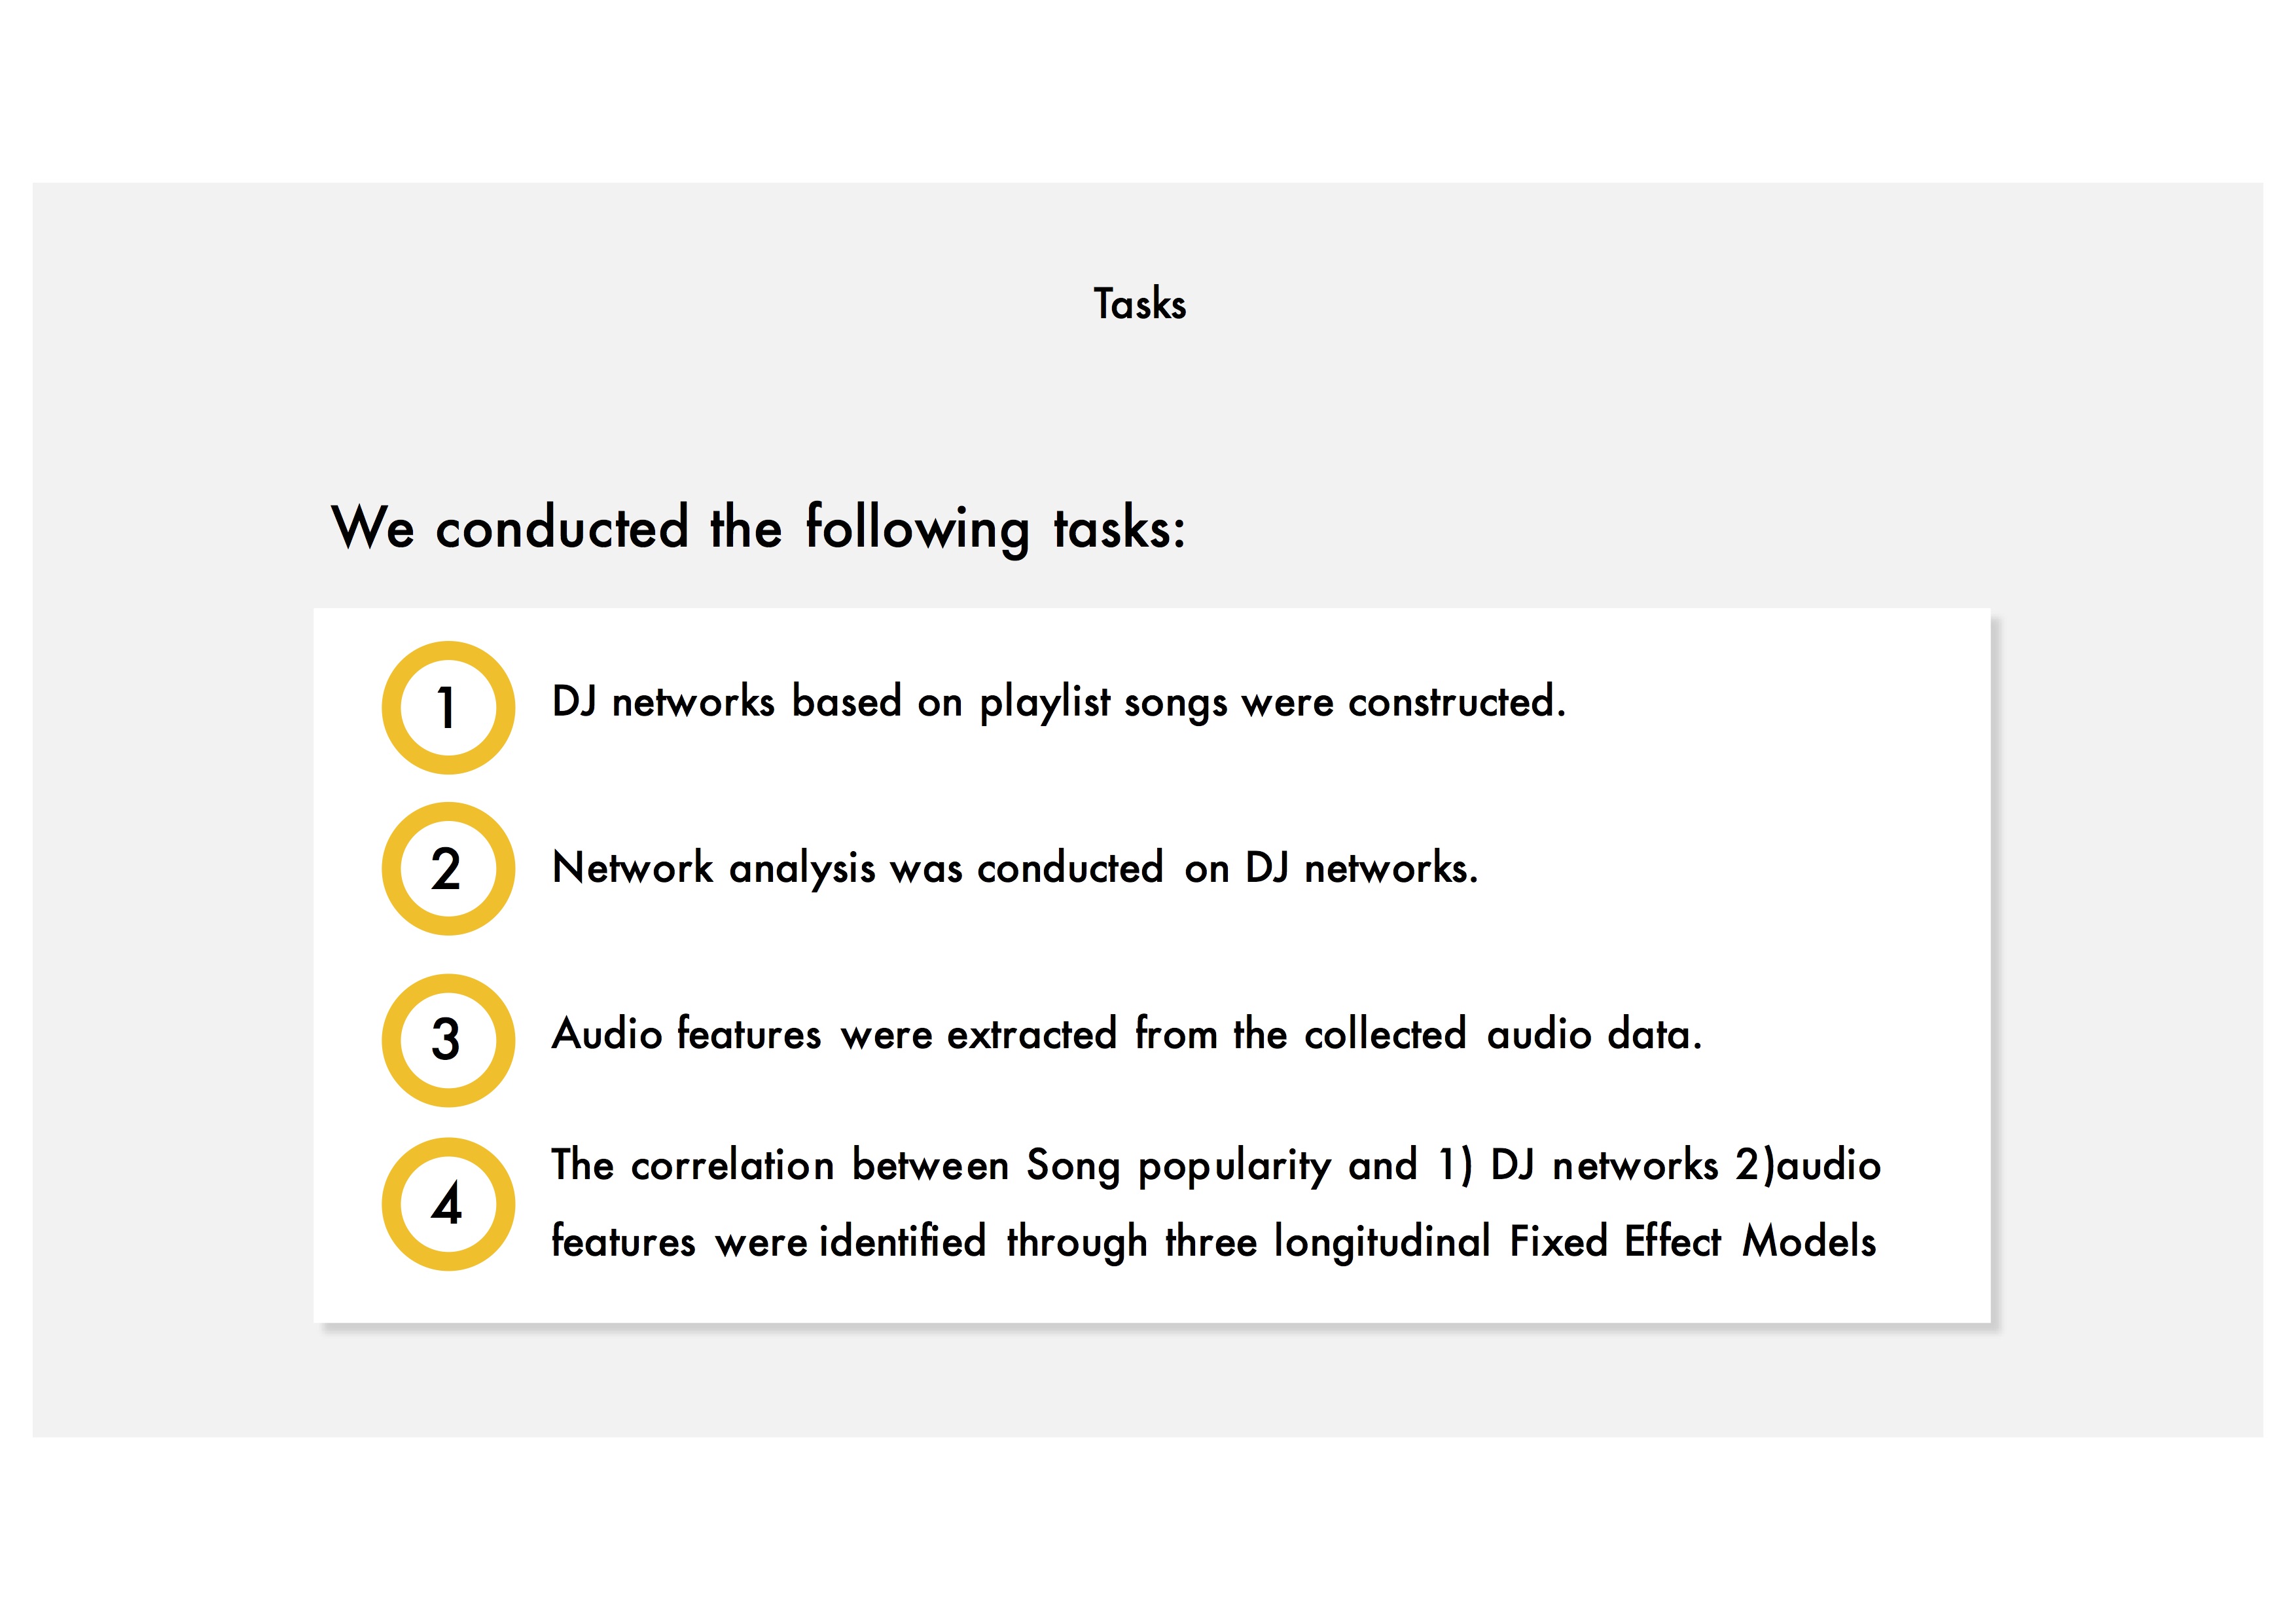 Tasks
We conducted the following tasks:
1 DJ networks based on playlist songs were constructed.
2 Network analysis was conducted on DJ networks.
3 Audio features were extracted from the collected audio data.
4 The correlation between Song popularity and 1) DJ networks 2)audio
features were identified through three longitudinal Fixed Effect Models